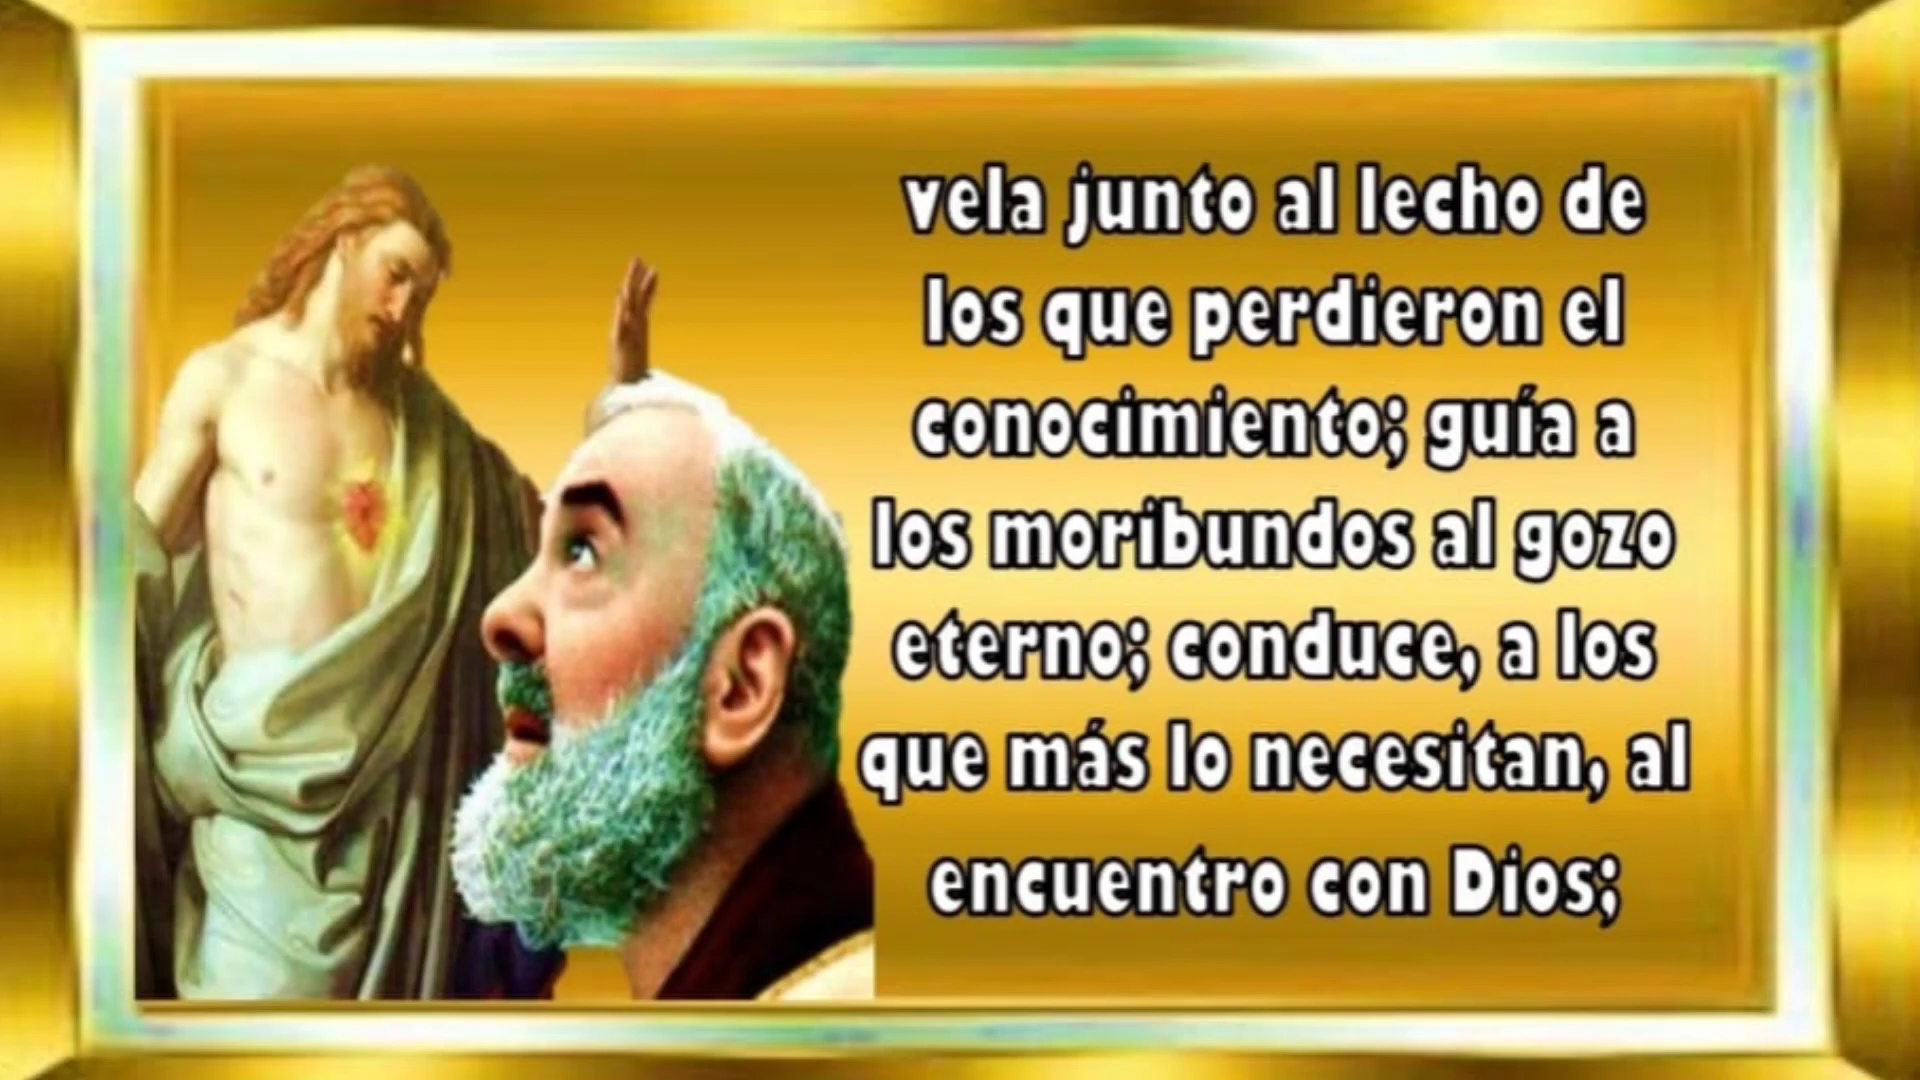 vela junto al lecho de
los que perdieron el
conocimiento; guía a
los moribundos al gozo
eterno; conduce, a los
que más lo necesitan, al
encuentro con Dios;